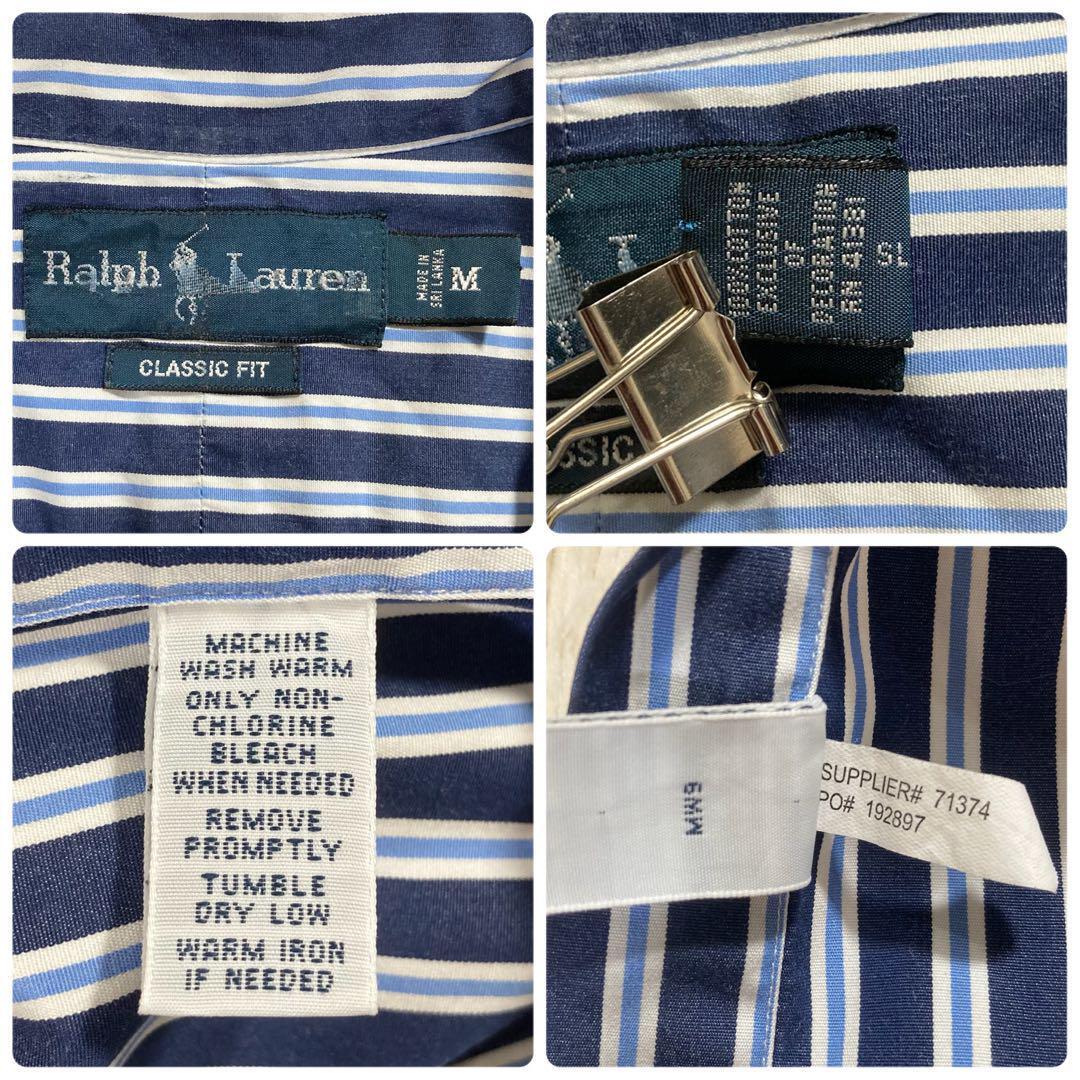 Ralph Lauren
MADE IN
SRI LANKA
M
CLASSIC FIT
100% COTTON
EXCLUSIVE
OF
DECORATION
RN 41381
SL
L
SSIC
MACHINE
WASH WARM
ONLY NON-
CHLORINE
BLEACH
WHEN NEEDED
REMOVE
PROMPTLY
TUMBLE
DRY LOW
WARM IRON
IF NEEDED
MW9
SUPPLIER# 71374
PO# 192897